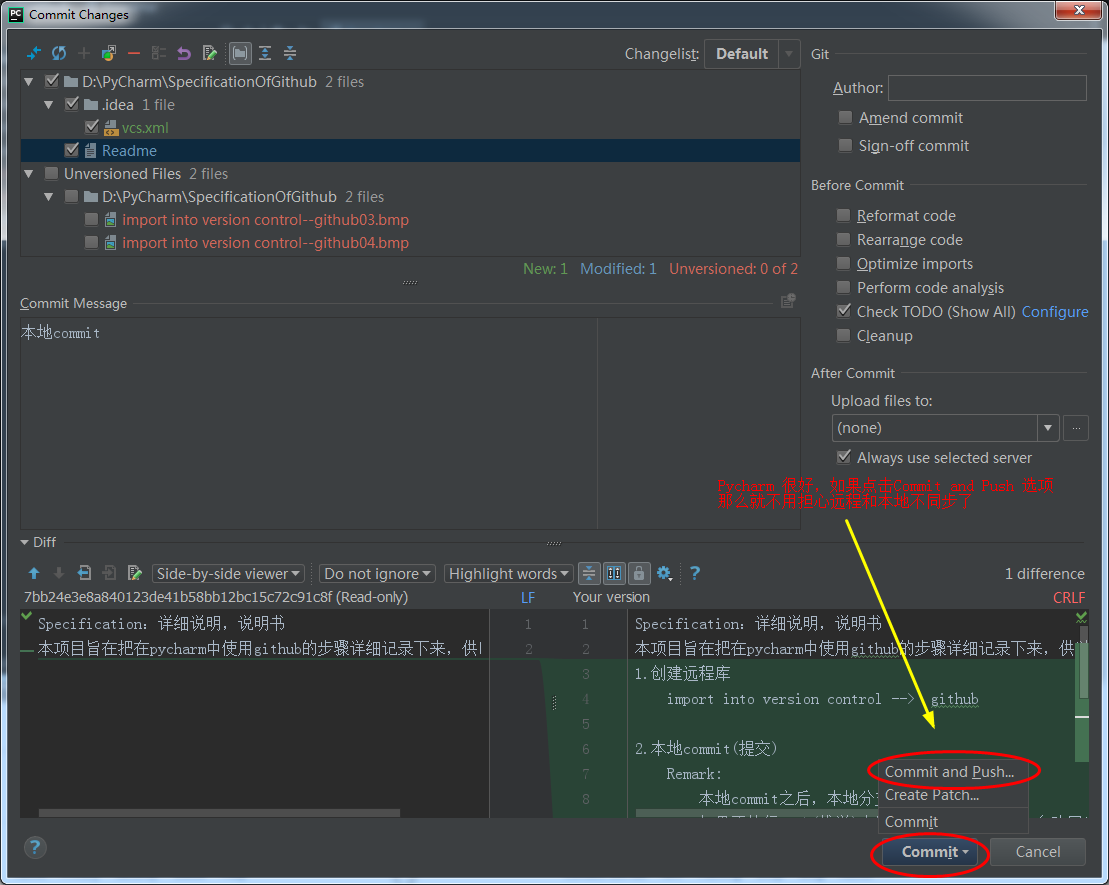 Commit Changes
Changelist: Default
D:\PyCharm\SpecificationOfGithub 2 files
.idea 1 file
vcs.xml
Readme
Unversioned Files 2 files
D:\PyCharm\SpecificationOfGithub 2 files
import into version control--github03.bmp
import into version control--github04.bmp
New: 1 Modified: 1 Unversioned: 0 of 2
Commit Message
本地commit
Git
Author:
Amend commit
Sign-off commit
Before Commit
Reformat code
Rearrange code
Optimize imports
Perform code analysis
Check TODO (Show All) Configure
Cleanup
After Commit
Upload files to:
(none)
Always use selected server
Pycharm 很好，如果点击Commit and Push 选项
那么就不用担心远程和本地不同步了
Diff
Side-by-side viewer Do not ignore Highlight words ? 1 difference
7bb24e3e8a840123de41b58bb12bc15c72c91c8f (Read-only) LF Your version CRLF
Specification：详细说明，说明书 1 1 Specification：详细说明，说明书
本项目旨在把在pycharm中使用github的步骤详细记录下来，供 2 2 本项目旨在把在pycharm中使用github的步骤详细记录下来，供
3 1.创建远程库
4 import into version control --> github
5
6 2.本地commit(提交)
7 Remark:
8 本地commit之后，本地分
Commit and Push...
Create Patch...
Commit
? Commit Cancel